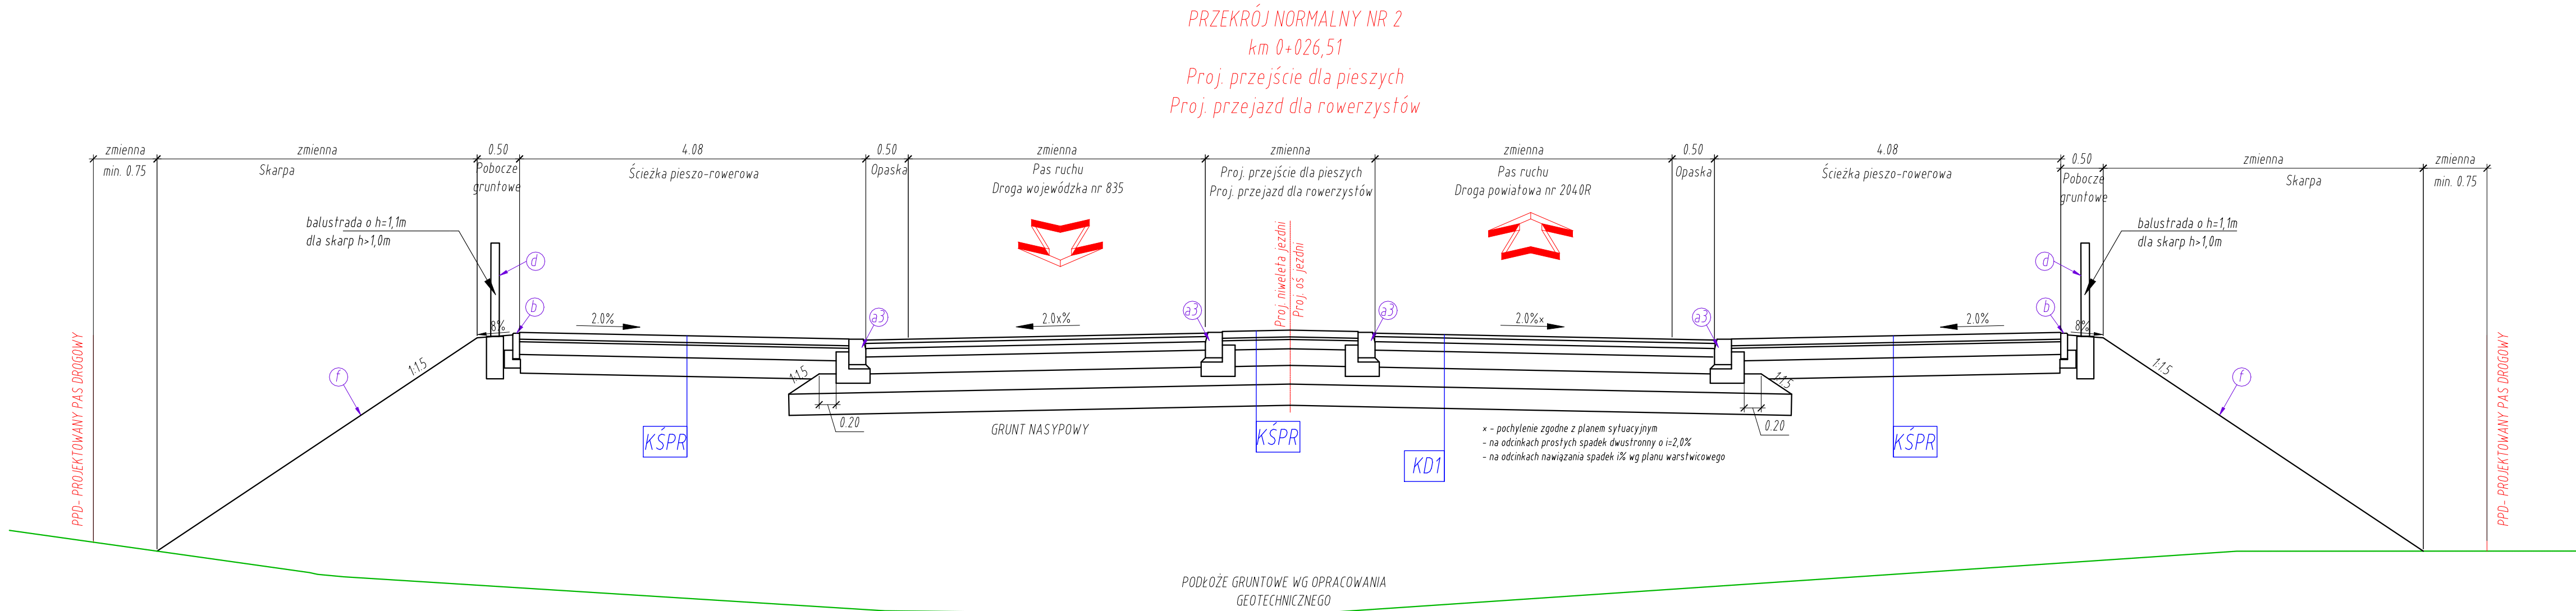 PRZEKRÓJ NORMALNY NR 2
km 0+026,51
Proj. przejście dla pieszych
Proj. przejazd dla rowerzystów
zmienna
min. 0.75
zmienna
Skarpa
0.50
Pobocze
gruntowe
4.08
Ścieżka pieszo-rowerowa
0.50
Opaska
zmienna
Pas ruchu
Droga wojewódzka nr 835
zmienna
Proj. przejście dla pieszych
Proj. przejazd dla rowerzystów
zmienna
Pas ruchu
Droga powiatowa nr 2040R
0.50
Opaska
4.08
Ścieżka pieszo-rowerowa
0.50
Pobocze
gruntowe
zmienna
Skarpa
zmienna
min. 0.75
balustrada o h=1,1m
dla skarp h>1,0m
balustrada o h=1,1m
dla skarp h>1,0m
Proj. niweleta jezdni
Proj. oś jezdni
d
d
b
a3
a3
a3
a3
b
8%
2.0%
2.0x%
2.0%x
2.0%
8%
PPD- PROJEKTOWANY PAS DROGOWY
f
1:1.5
1:1.5
1:1.5
1:1.5
f
PPD- PROJEKTOWANY PAS DROGOWY
0.20
0.20
KŚPR
GRUNT NASYPOWY
KŚPR
KD1
x - pochylenie zgodne z planem sytuacyjnym
- na odcinkach prostych spadek dwustronny o i=2,0%
- na odcinkach nawiązania spadek i% wg planu warstwicowego
KŚPR
PODŁOŻE GRUNTOWE WG OPRACOWANIA
GEOTECHNICZNEGO